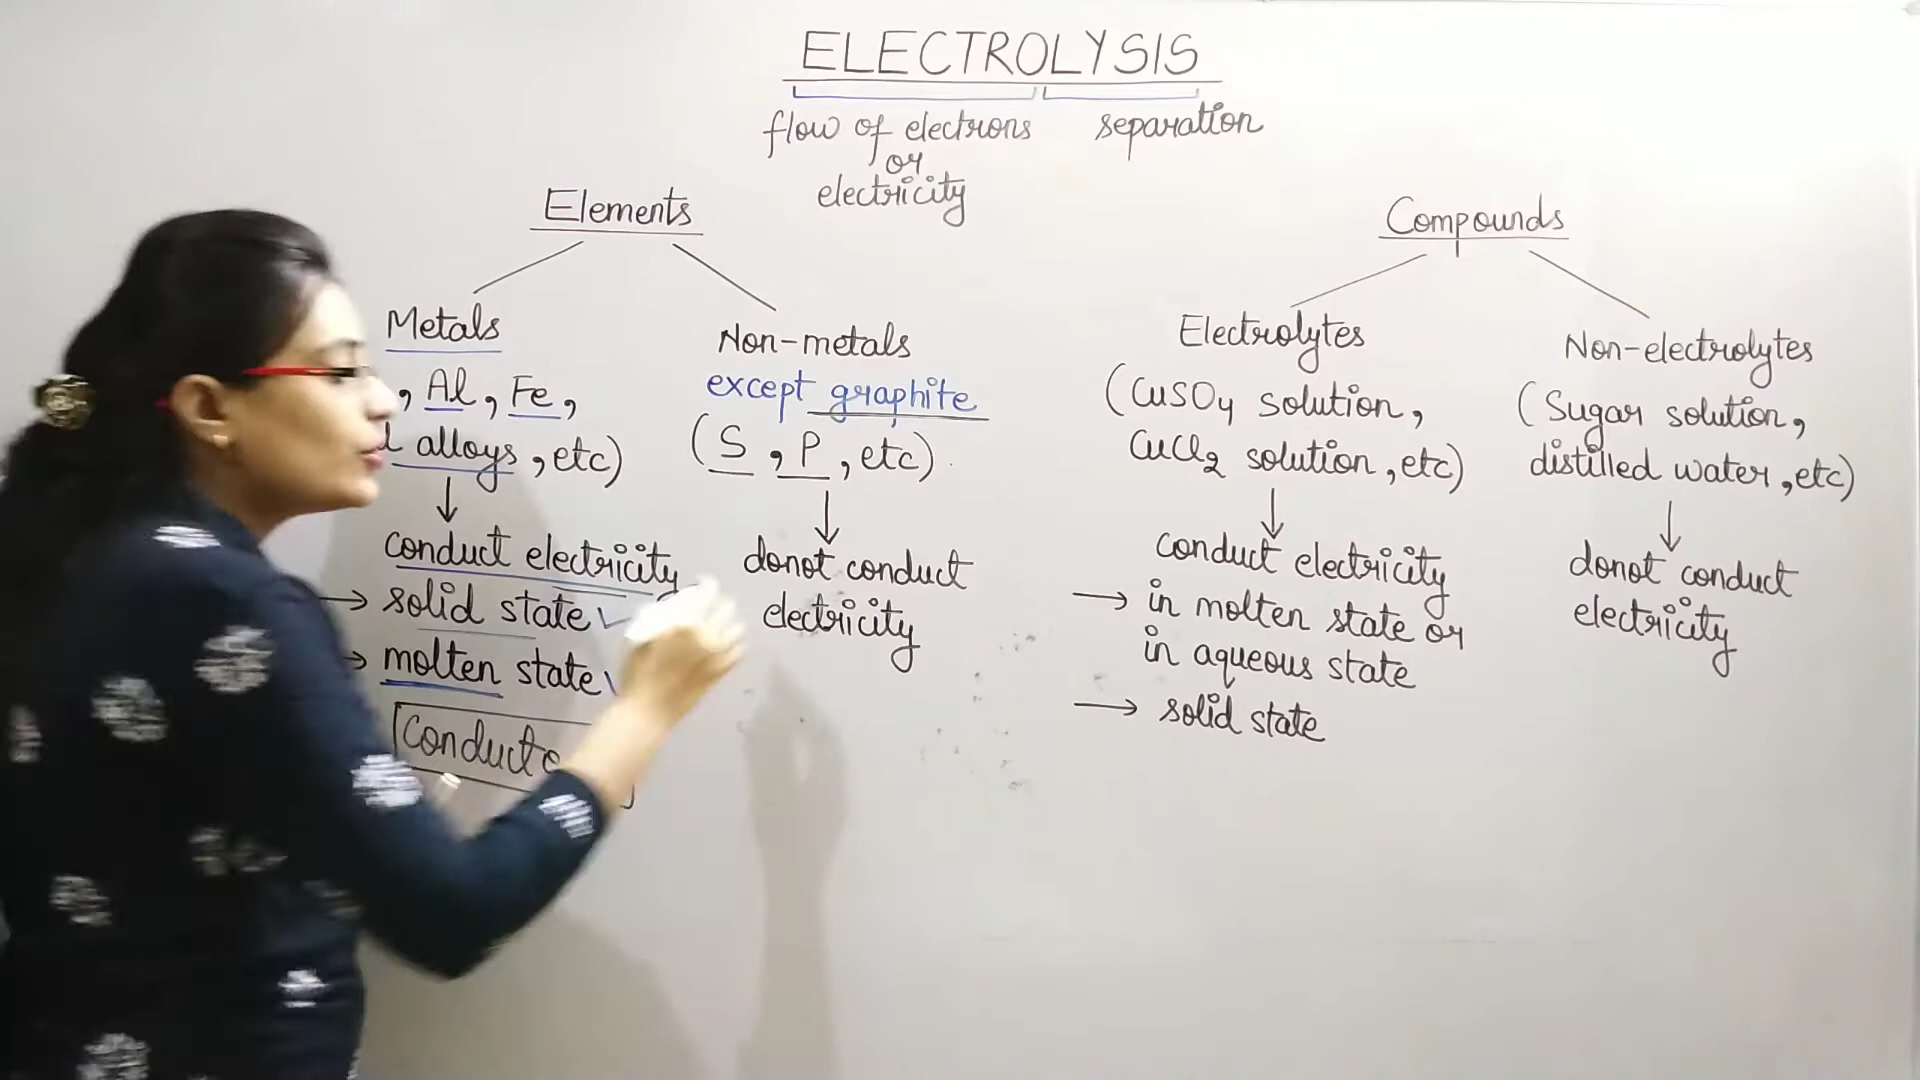 ELECTROLYSIS
flow of electrons
or
electricity
separation
Elements
Metals
, Al, Fe,
alloys, etc)
conduct electricity
→ solid state ✓
→ molten state
Non-metals
except graphite
(S, P, etc)
donot conduct
electricity
Compounds
Electrolytes
(CuSO4 solution,
CuCl2 solution, etc)
conduct electricity
→ in molten state or
in aqueous state
→ solid state
Non-electrolytes
(Sugar solution,
distilled water, etc)
donot conduct
electricity